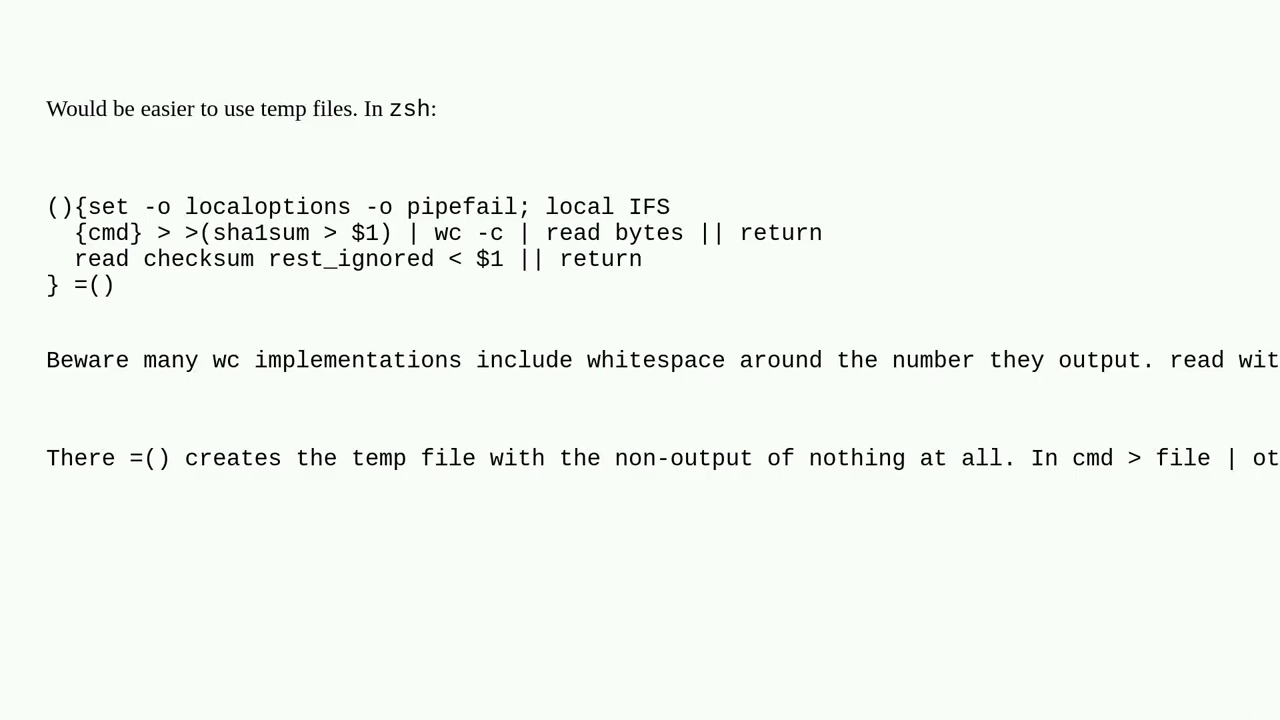 Would be easier to use temp files. In zsh:
(){set -o localoptions -o pipefail; local IFS
  {cmd} > >(sha1sum > $1) | wc -c | read bytes || return
  read checksum rest_ignored < $1 || return
} =()
Beware many wc implementations include whitespace around the number they output. read
There =() creates the temp file with the non-output of nothing at all. In cmd > file |